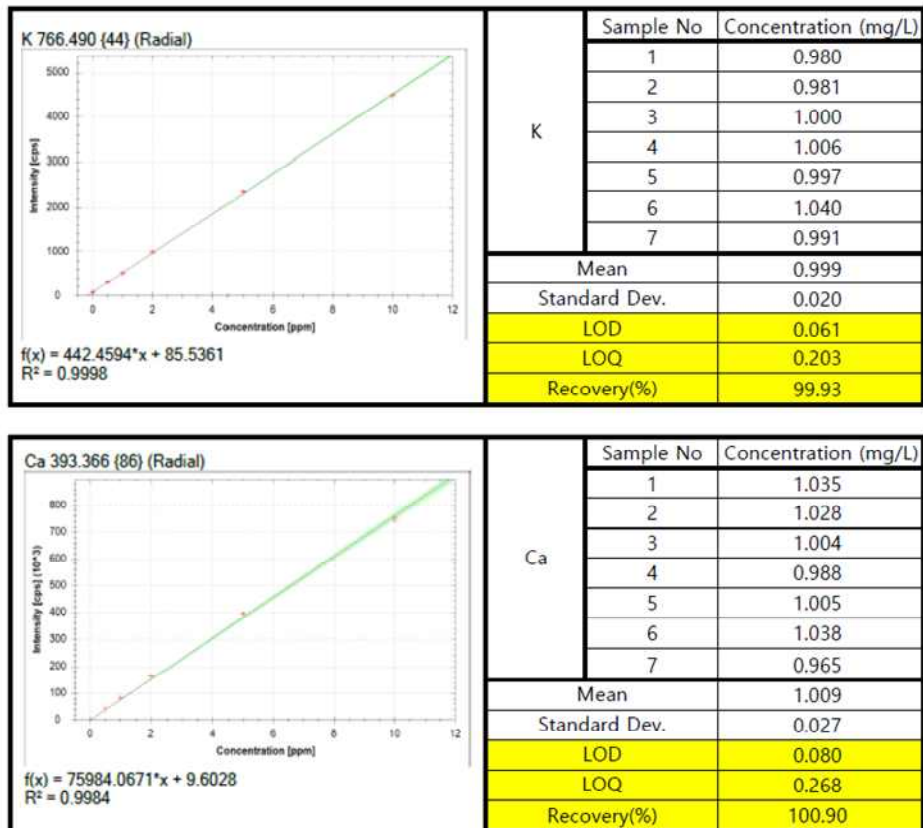 K 766.490 {44} (Radial)
5000
4000
3000
2000
1000
0
Intensity [cps]
0 2 4 6 8 10 12
Concentration [ppm]
f(x) = 442.4594*x + 85.5361
R² = 0.9998
K
Sample No Concentration (mg/L)
1 0.980
2 0.981
3 1.000
4 1.006
5 0.997
6 1.040
7 0.991
Mean 0.999
Standard Dev. 0.020
LOD 0.061
LOQ 0.203
Recovery(%) 99.93
Ca 393.366 {86} (Radial)
800
700
600
500
400
300
200
100
0
Intensity [cps] (10^3)
0 2 4 6 8 10 12
Concentration [ppm]
f(x) = 75984.0671*x + 9.6028
R² = 0.9984
Ca
Sample No Concentration (mg/L)
1 1.035
2 1.028
3 1.004
4 0.988
5 1.005
6 1.038
7 0.965
Mean 1.009
Standard Dev. 0.027
LOD 0.080
LOQ 0.268
Recovery(%) 100.90